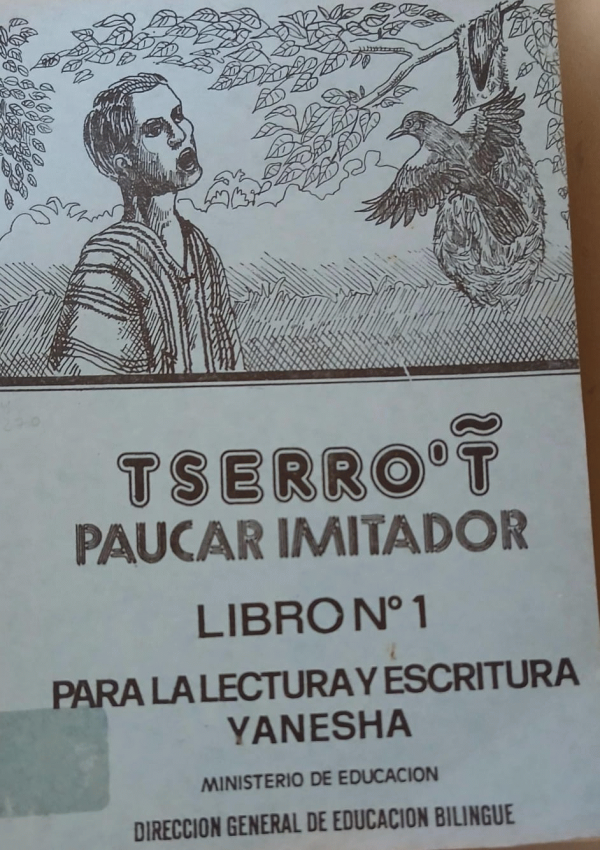 TSERRO'T̃
PAUCAR IMITADOR
LIBRO Nº 1
PARA LA LECTURA Y ESCRITURA
YANESHA
MINISTERIO DE EDUCACION
DIRECCION GENERAL DE EDUCACION BILINGUE